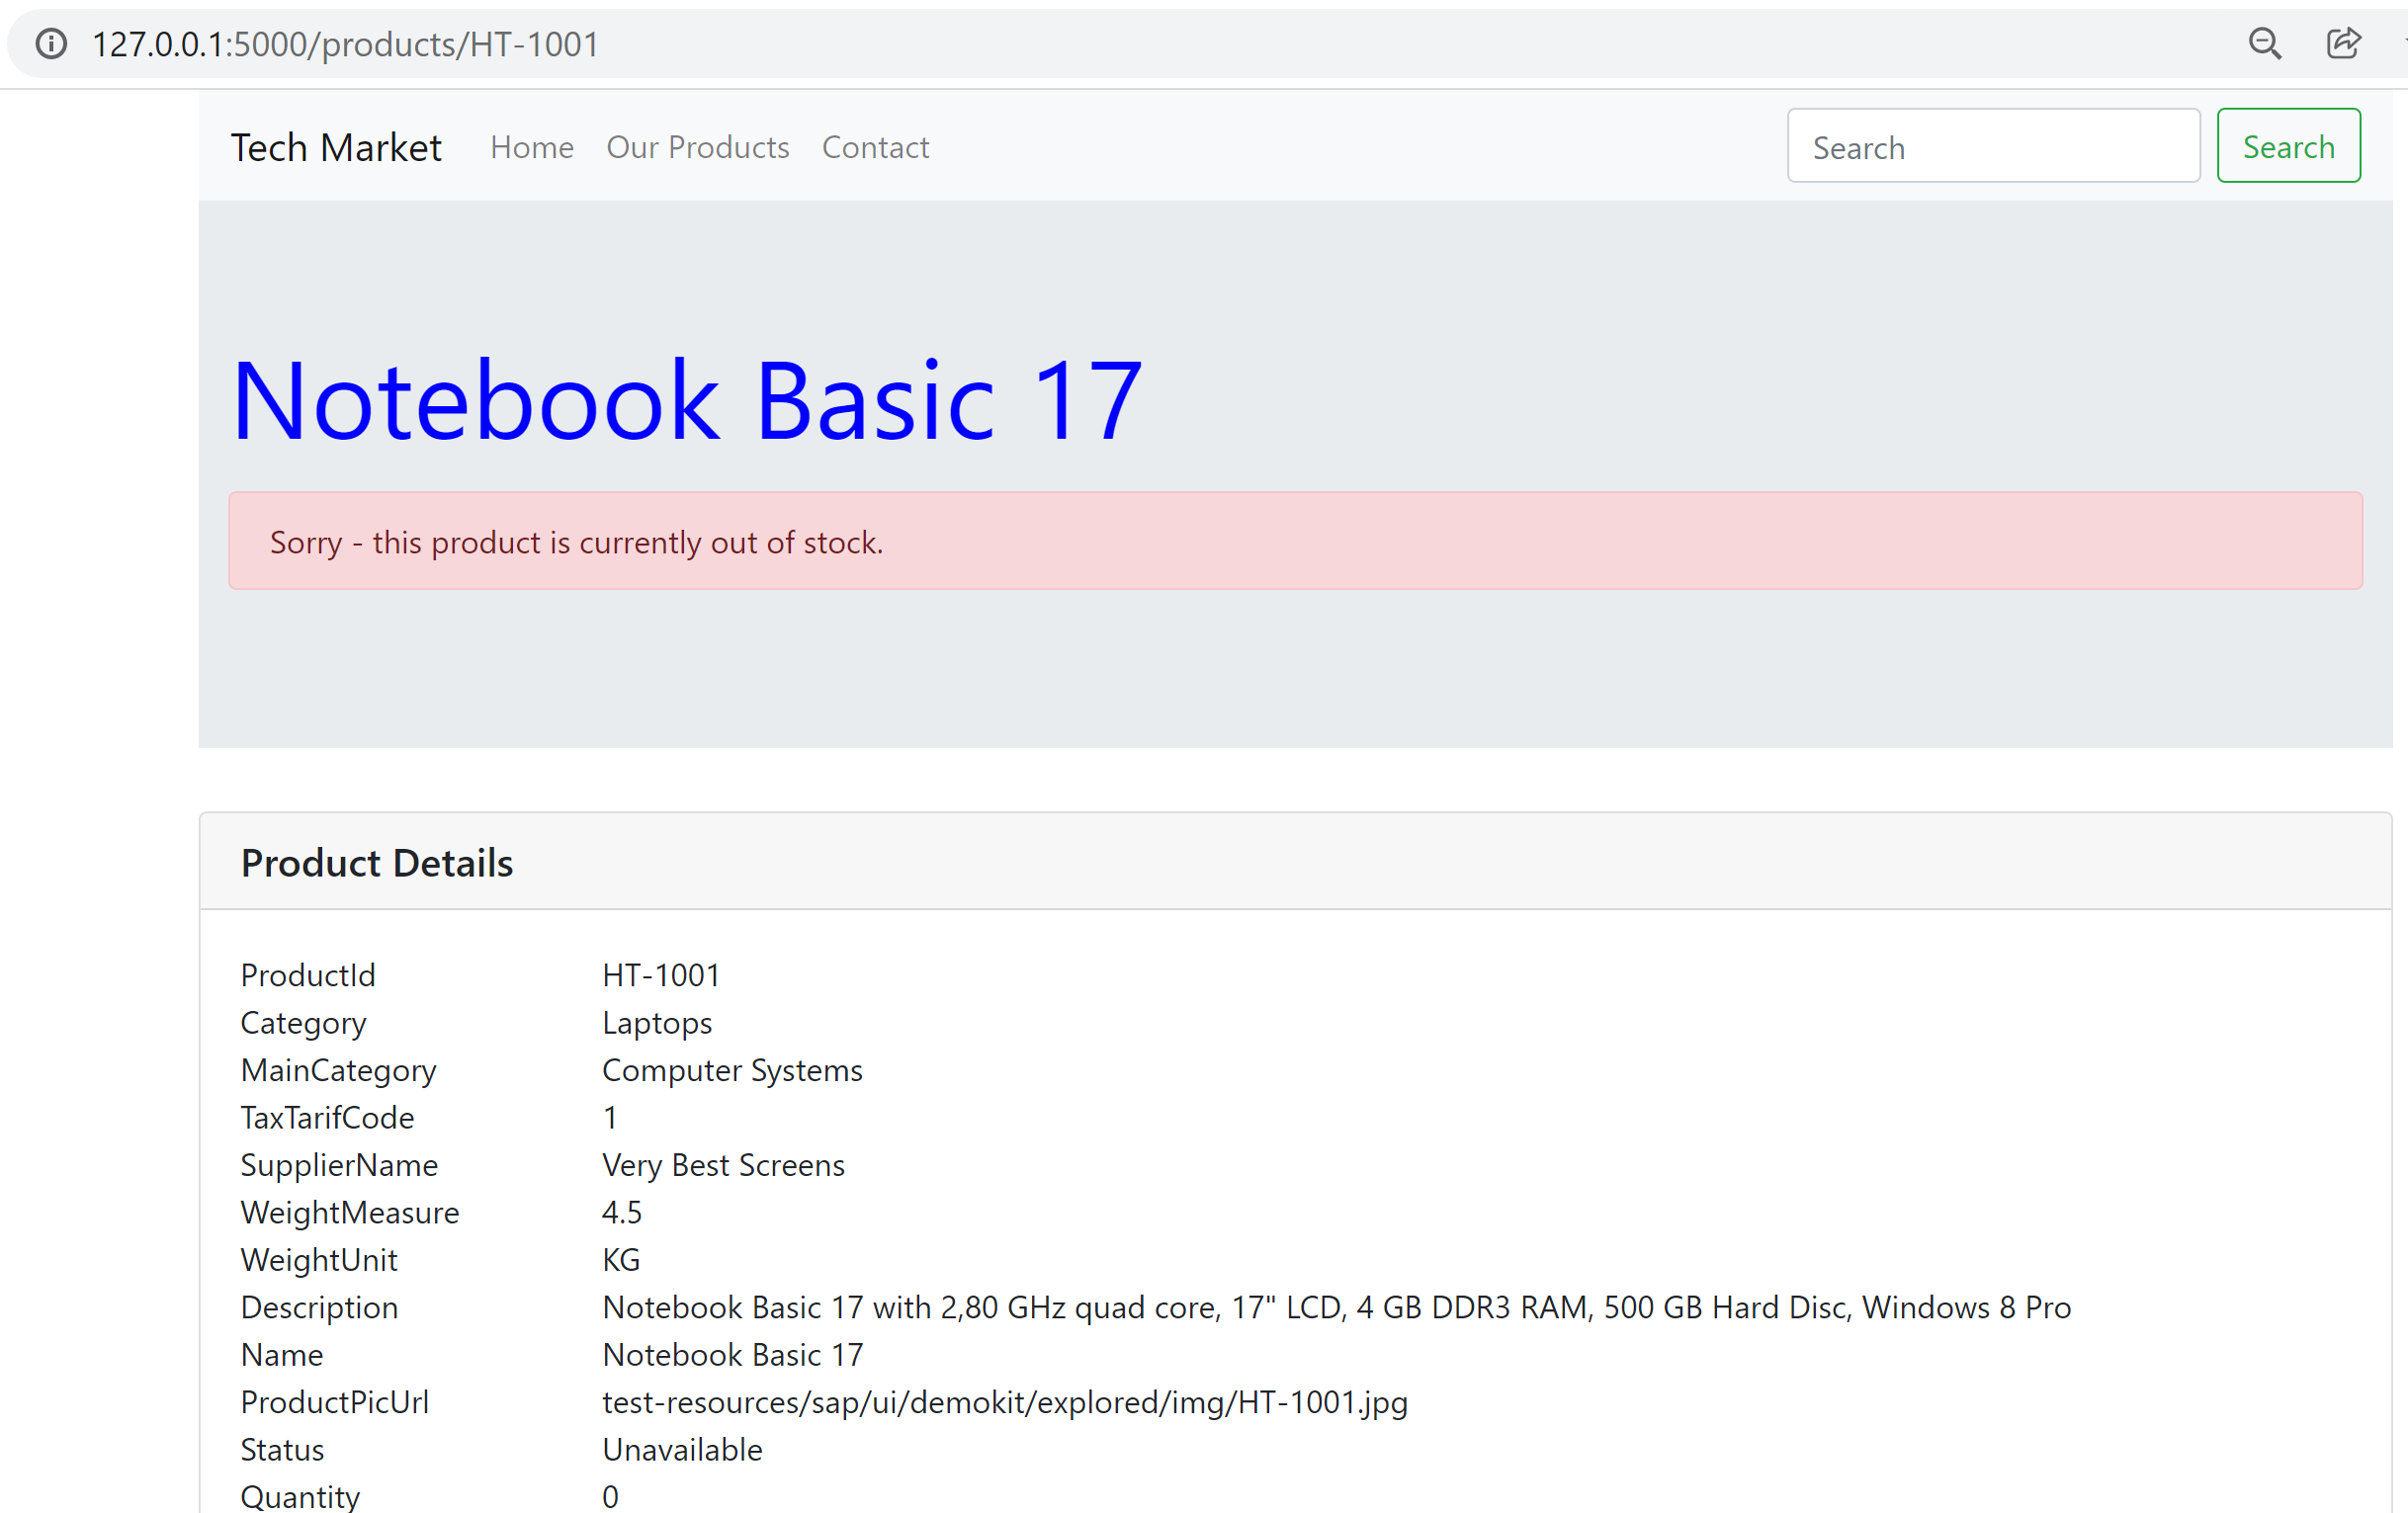 127.0.0.1:5000/products/HT-1001
Tech Market Home Our Products Contact Search Search
Notebook Basic 17
Sorry - this product is currently out of stock.
Product Details
ProductId HT-1001
Category Laptops
MainCategory Computer Systems
TaxTarifCode 1
SupplierName Very Best Screens
WeightMeasure 4.5
WeightUnit KG
Description Notebook Basic 17 with 2,80 GHz quad core, 17" LCD, 4 GB DDR3 RAM, 500 GB Hard Disc, Windows 8 Pro
Name Notebook Basic 17
ProductPicUrl test-resources/sap/ui/demokit/explored/img/HT-1001.jpg
Status Unavailable
Quantity 0